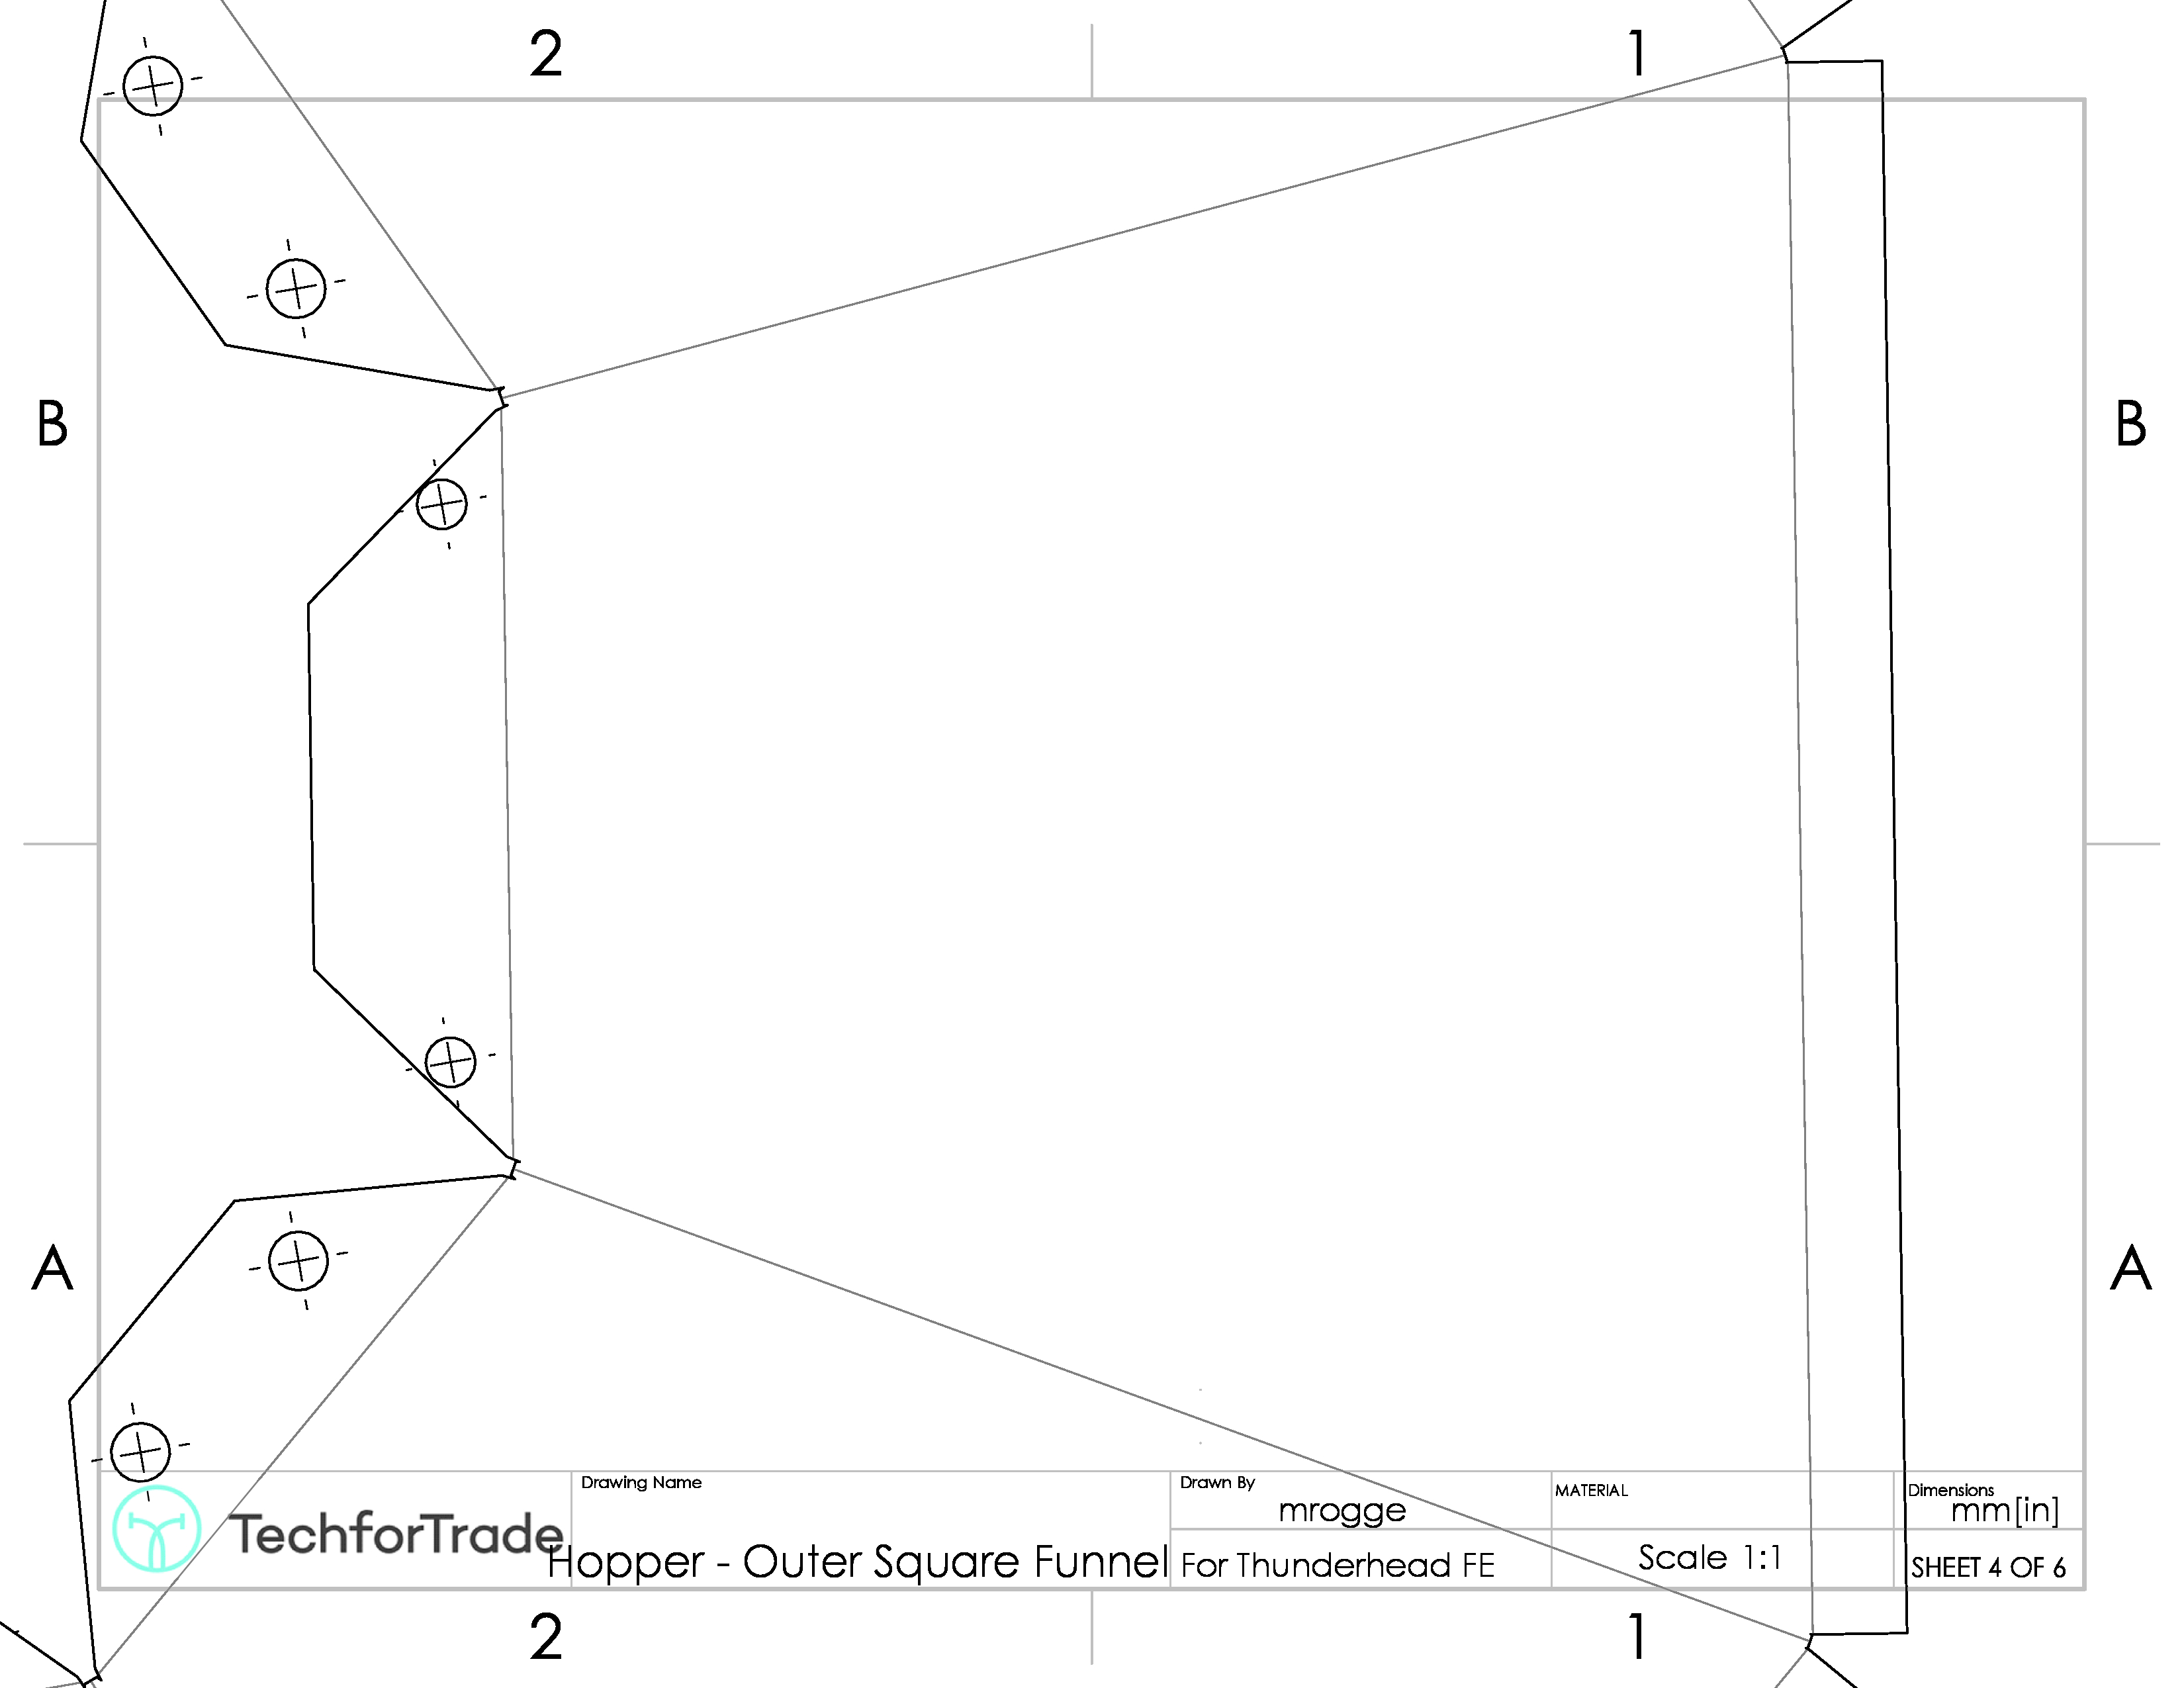 2 1
B B
A A
Drawing Name
Drawn By
mrogge
MATERIAL
Dimensions
mm[in]
TechforTrade
Hopper - Outer Square Funnel
For Thunderhead FE
Scale 1:1
SHEET 4 OF 6
2 1